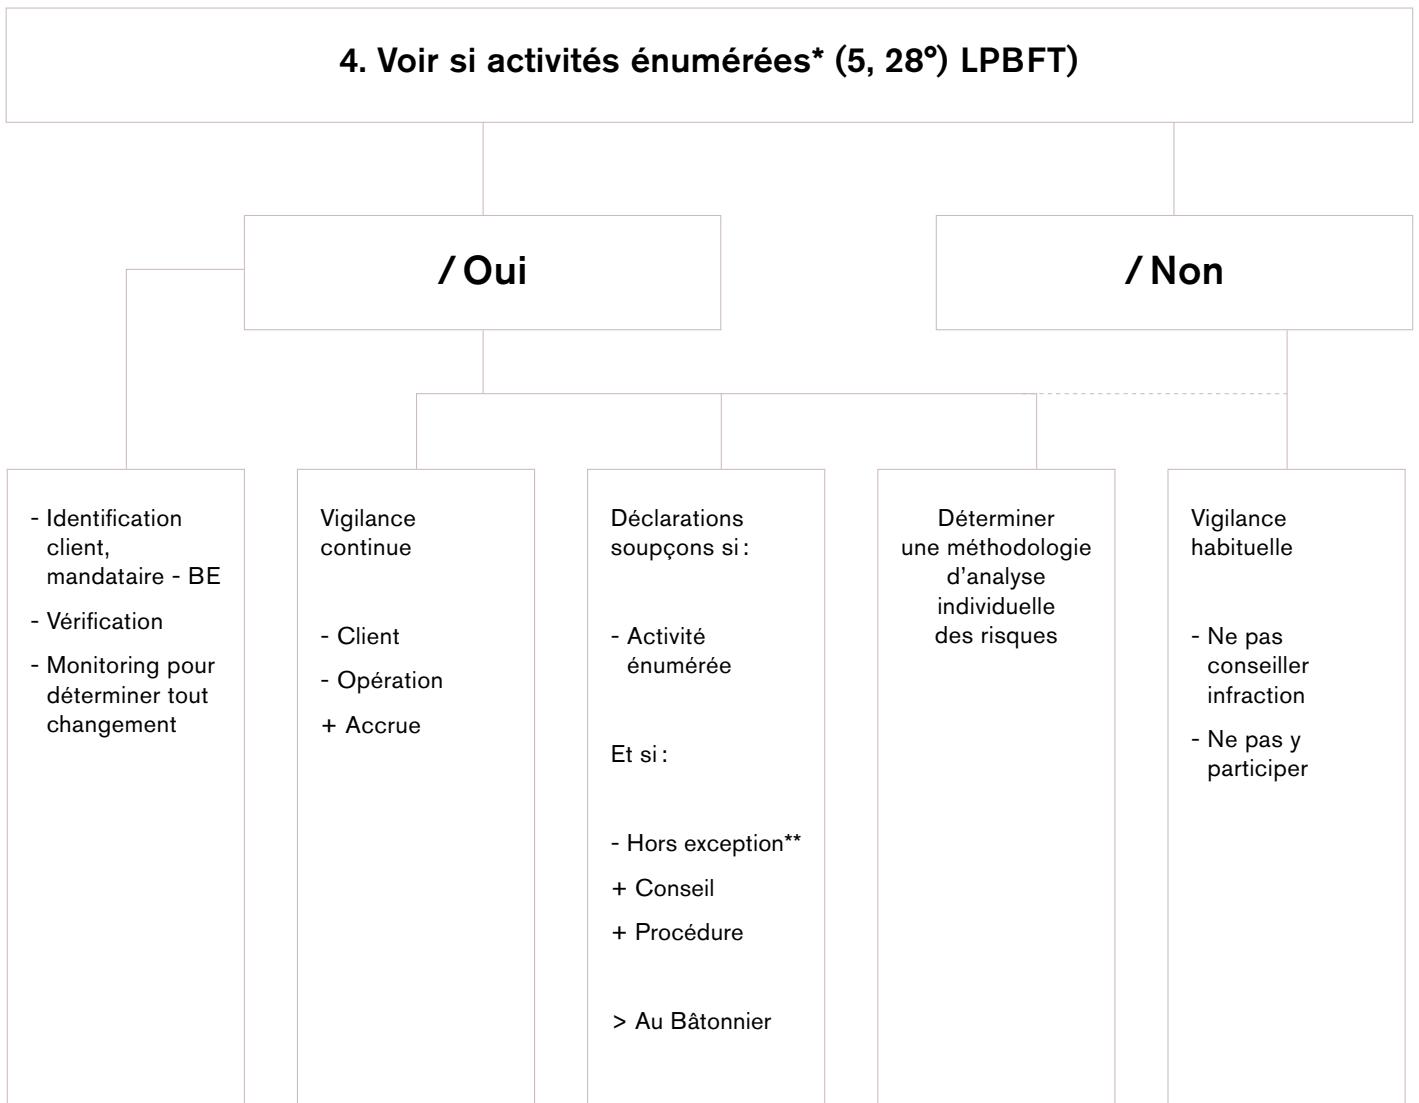 4. Voir si activités énumérées* (5, 28°) LPBFT)
/ Oui
/ Non
- Identification
client,
mandataire - BE
- Vérification
- Monitoring pour
déterminer tout
changement
Vigilance
continue
- Client
- Opération
+ Accrue
Déclarations
soupçons si :
- Activité
énumérée
Et si :
- Hors exception**
+ Conseil
+ Procédure
> Au Bâtonnier
Déterminer
une méthodologie
d'analyse
individuelle
des risques
Vigilance
habituelle
- Ne pas
conseiller
infraction
- Ne pas y
participer